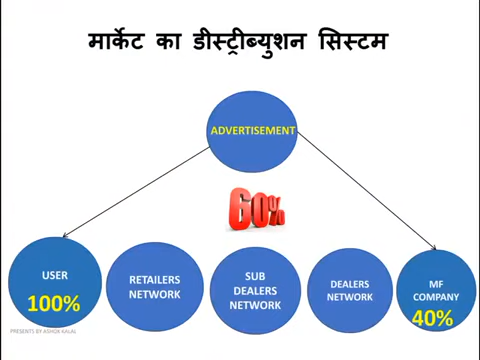 मार्केट का डीस्ट्रीब्युशन सिस्टम
ADVERTISEMENT
60%
USER
100%
RETAILERS
NETWORK
SUB
DEALERS
NETWORK
DEALERS
NETWORK
MF
COMPANY
40%
PRESENTS BY ASHOK KALAL